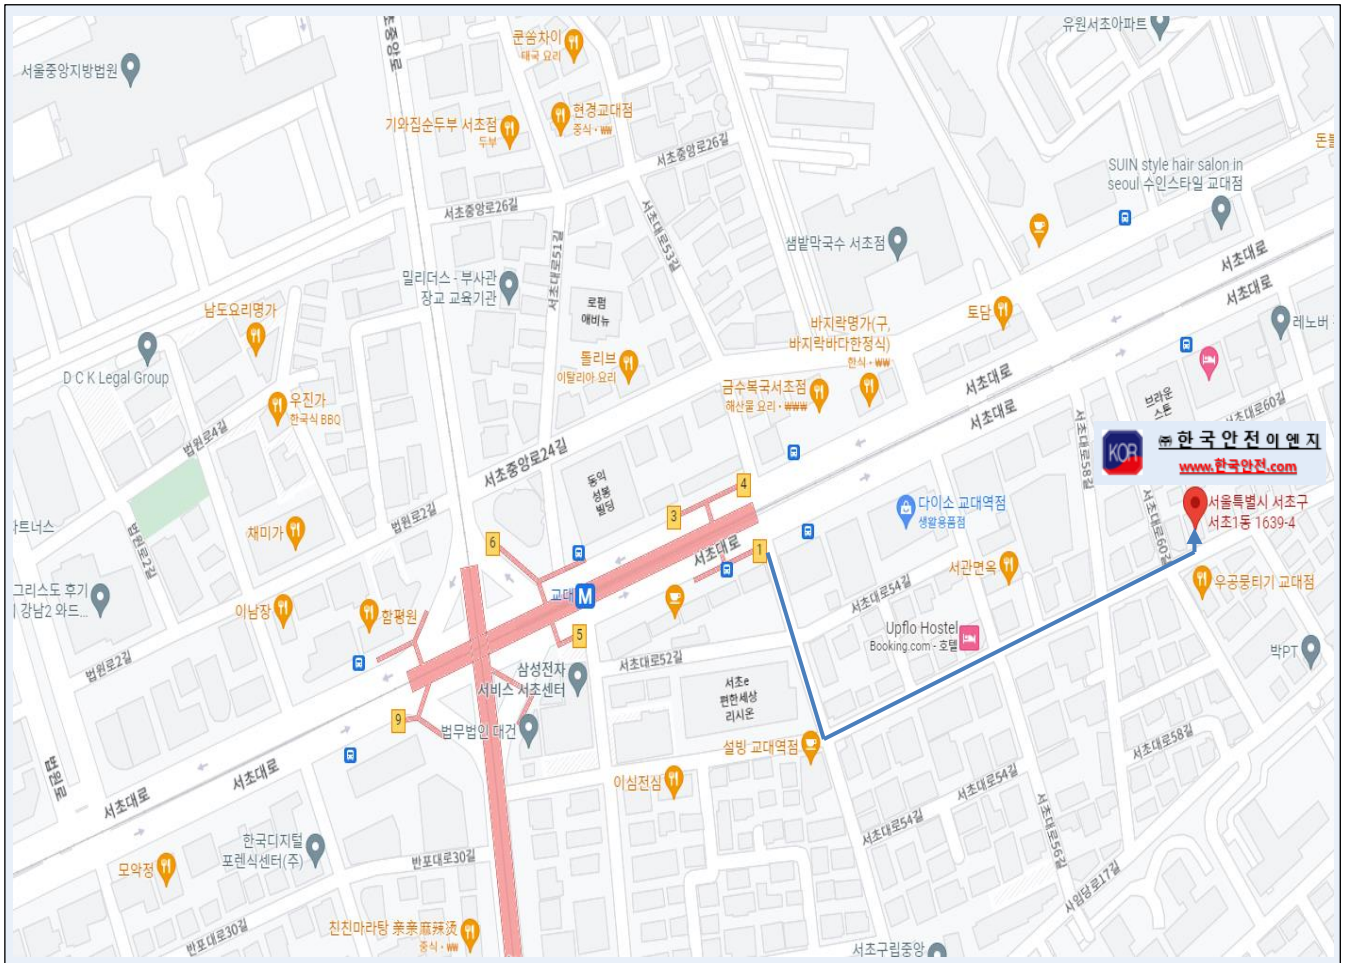 쿤쏨차이
태국 요리
유원서초아파트
서울중앙지방법원
현경교대점
중식 · ₩₩
기와집순두부 서초점
두부
서초중앙로26길
SUIN style hair salon in
seoul 수인스타일 교대점
서초중앙로26길
서초대로53길
서초대로51길
샘밭막국수 서초점
서초대로
서초대로
밀리더스 - 부사관
장교 교육기관
로펌
애비뉴
남도요리명가
바지락명가(구,
바지락바다한정식)
한식 · ₩₩
토담
레노버
D C K Legal Group
돌리브
이탈리아 요리
금수복국서초점
해산물 요리 · ₩₩₩
서초대로
서초대로
브라운
스톤
서초대로60길
우진가
한국식 BBQ
법원로4길
서초중앙로24길
서초대로58길
KOR
㈜한국안전이엔지
www.한국안전.com
동익
성봉
빌딩
4
3
다이소 교대역점
생활용품점
서울특별시 서초구
서초1동 1639-4
파트너스
채미가
법원로2길
법원로2길
6
서초대로
1
서초대로60길
서관면옥
우공뭉티기 교대점
그리스도 후기
강남2 와드...
이남장
함평원
교대
M
서초대로54길
Upflo Hostel
Booking.com - 호텔
5
법원로2길
서초대로52길
박PT
삼성전자
서비스 서초센터
서초e
편한세상
리시온
9
법무법인 대건
설빙 교대역점
서초대로58길
법원로
서초대로
서초대로
이심전심
서초대로54길
서초대로54길
서초대로56길
한국디지털
포렌식센터(주)
모악정
반포대로30길
사임당로17길
친친마라탕 亲亲麻辣烫
중식 · ₩₩
반포대로30길
서초구립중앙